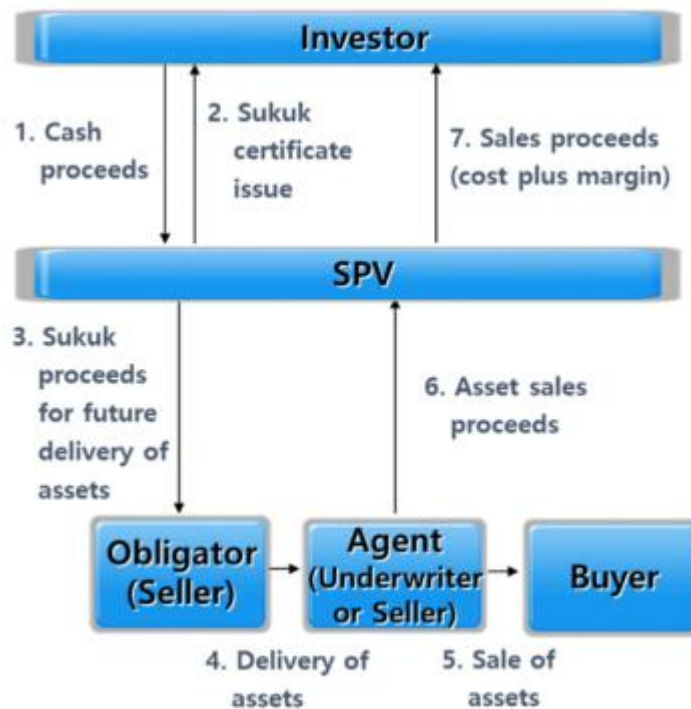 Investor
1. Cash
proceeds
2. Sukuk
certificate
issue
7. Sales proceeds
(cost plus margin)
SPV
3. Sukuk
proceeds
for future
delivery of
assets
6. Asset sales
proceeds
Obligator
(Seller)
Agent
(Underwriter
or Seller)
Buyer
4. Delivery of
assets
5. Sale of
assets